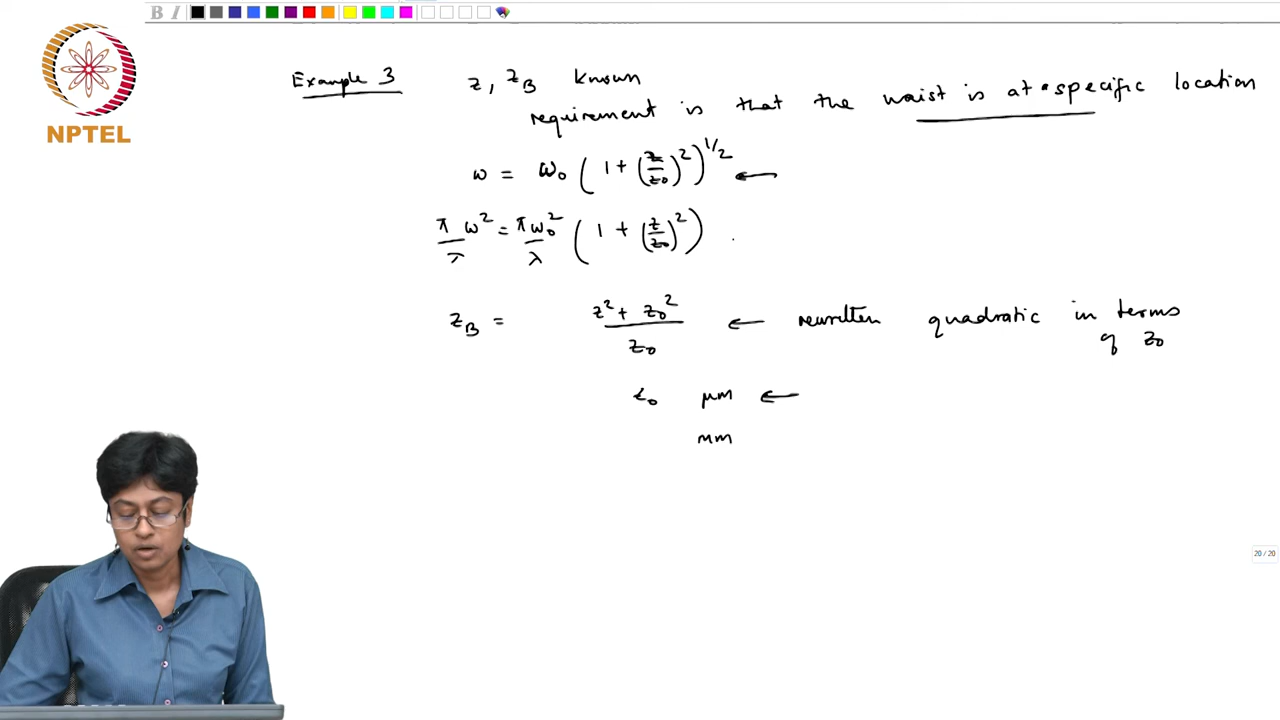 B I
NPTEL
Example 3 z, z_B known
requirement is that the waist is at specific location
w = w_0 ( 1 + (z/z_0)^2 )^1/2 ←
π/λ w^2 = πw_0^2/λ ( 1 + (z/z_0)^2 )
z_B = (z^2 + z_0^2)/z_0 ← rewritten quadratic in terms
of z_0
z_0 μm ←
mm
20 / 20